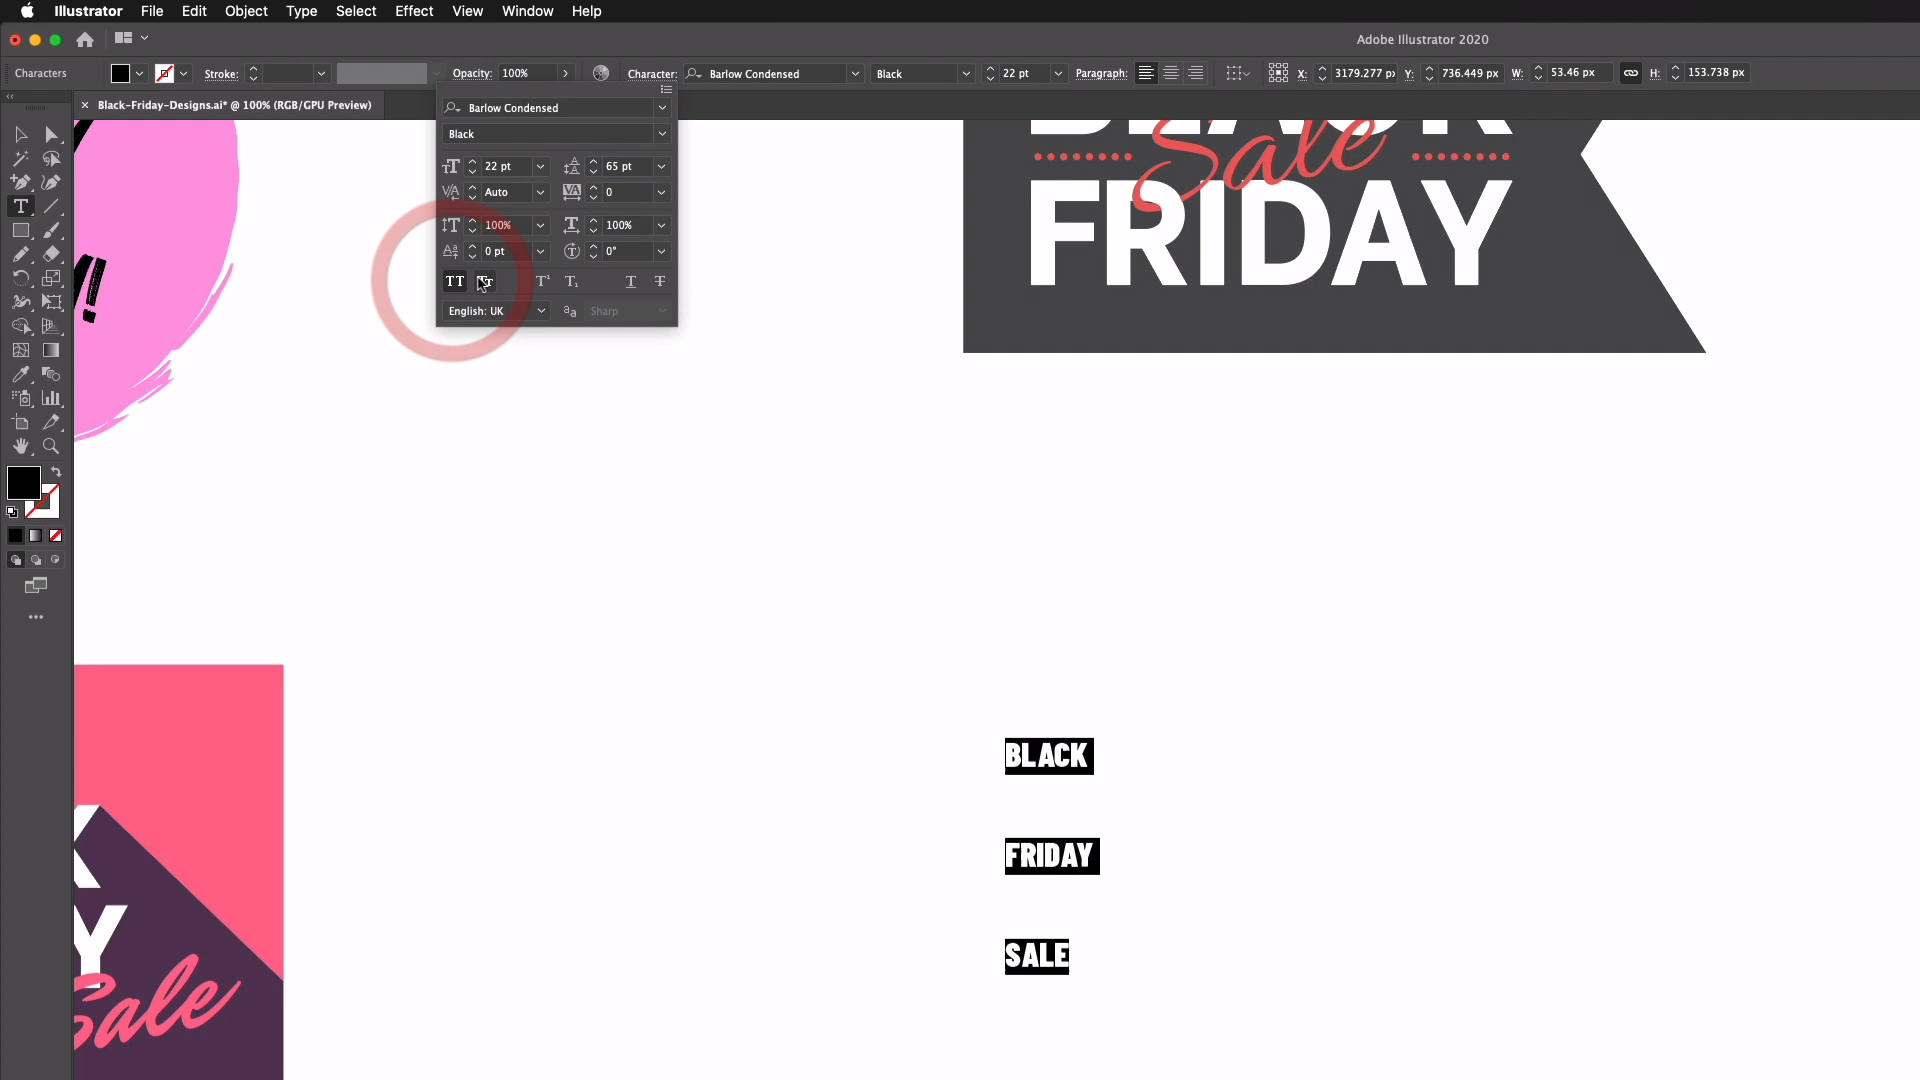 Illustrator File Edit Object Type Select Effect View Window Help
Adobe Illustrator 2020
Characters Stroke: Opacity: 100% Character: Barlow Condensed Black 22 pt Paragraph: X: 3179.277 px Y: 736.449 px W: 53.46 px H: 153.738 px
Black-Friday-Designs.ai* @ 100% (RGB/GPU Preview)
Barlow Condensed
Black
22 pt 65 pt
Auto 0
100% 100%
0 pt 0°
English: UK Sharp
BLACK
Sale
FRIDAY
BLACK
FRIDAY
SALE
K
Y
Sale